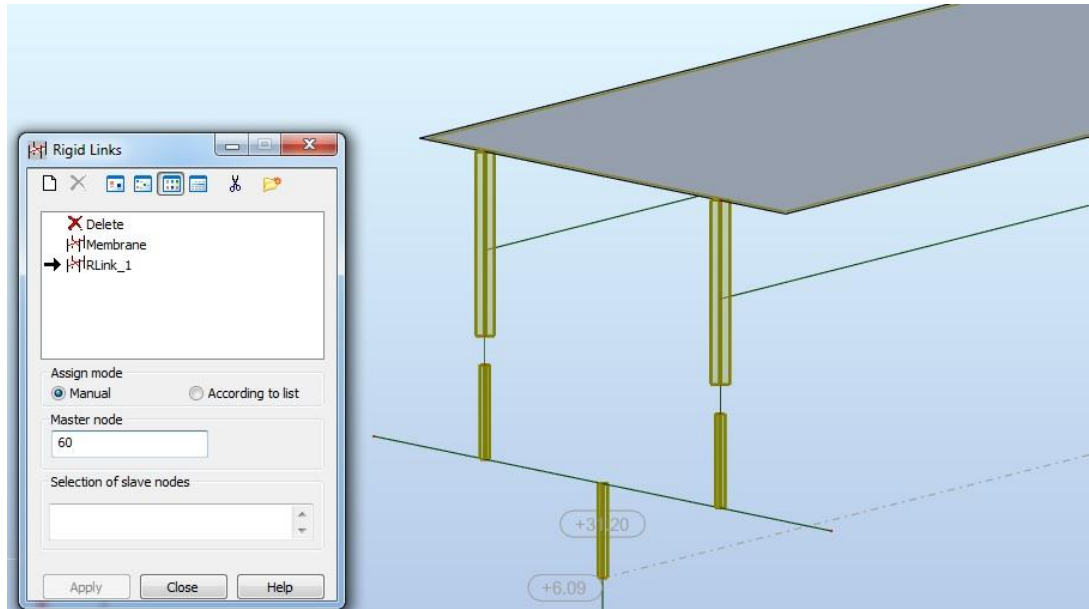 Rigid Links
Delete
Membrane
RLink_1
Assign mode
Manual
According to list
Master node
60
Selection of slave nodes
Apply
Close
Help
+6.09